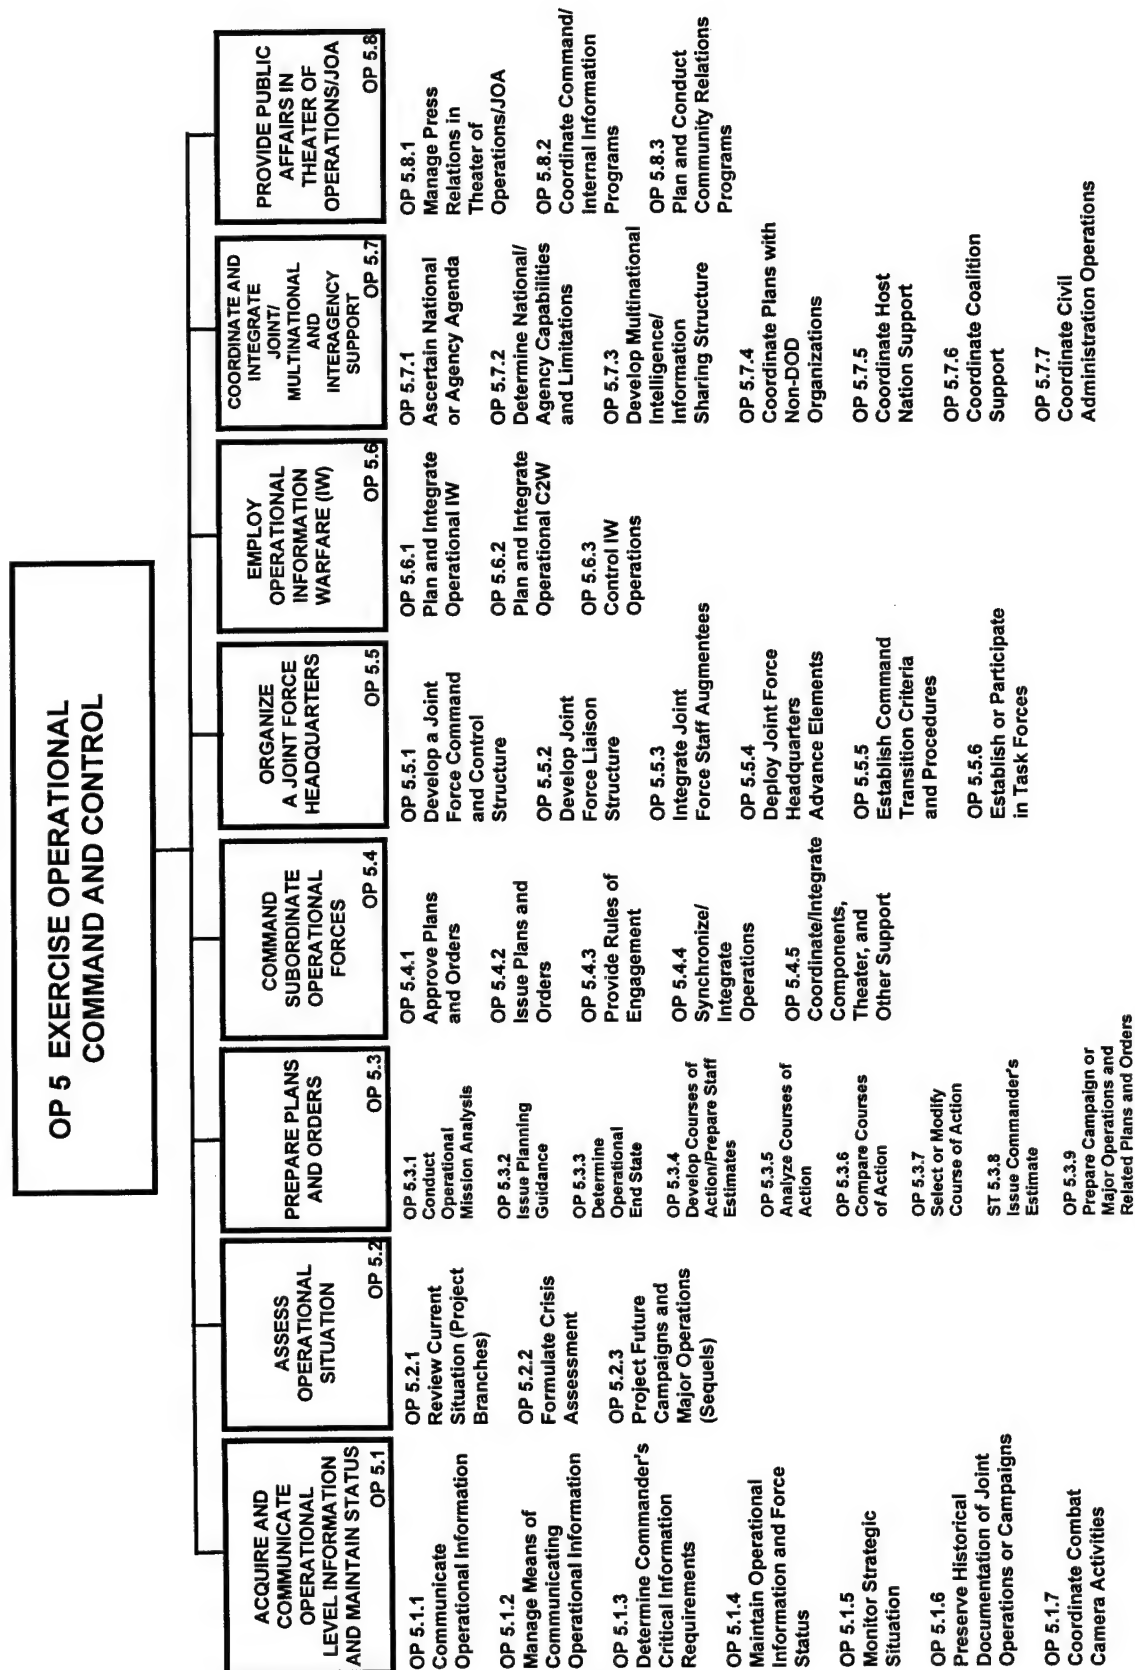 OP 5 EXERCISE OPERATIONAL
COMMAND AND CONTROL
ACQUIRE AND
COMMUNICATE
OPERATIONAL
LEVEL INFORMATION
AND MAINTAIN STATUS
OP 5.1
OP 5.1.1
Communicate
Operational Information
OP 5.1.2
Manage Means of
Communicating
Operational Information
OP 5.1.3
Determine Commander's
Critical Information
Requirements
OP 5.1.4
Maintain Operational
Information and Force
Status
OP 5.1.5
Monitor Strategic
Situation
OP 5.1.6
Preserve Historical
Documentation of Joint
Operations or Campaigns
OP 5.1.7
Coordinate Combat
Camera Activities
ASSESS
OPERATIONAL
SITUATION
OP 5.2
OP 5.2.1
Review Current
Situation (Project
Branches)
OP 5.2.2
Formulate Crisis
Assessment
OP 5.2.3
Project Future
Campaigns and
Major Operations
(Sequels)
PREPARE PLANS
AND ORDERS
OP 5.3
OP 5.3.1
Conduct
Operational
Mission Analysis
OP 5.3.2
Issue Planning
Guidance
OP 5.3.3
Determine
Operational
End State
OP 5.3.4
Develop Courses of
Action/Prepare Staff
Estimates
OP 5.3.5
Analyze Courses of
Action
OP 5.3.6
Compare Courses
of Action
OP 5.3.7
Select or Modify
Course of Action
ST 5.3.8
Issue Commander's
Estimate
OP 5.3.9
Prepare Campaign or
Major Operations and
Related Plans and Orders
COMMAND
SUBORDINATE
OPERATIONAL
FORCES
OP 5.4
OP 5.4.1
Approve Plans
and Orders
OP 5.4.2
Issue Plans and
Orders
OP 5.4.3
Provide Rules of
Engagement
OP 5.4.4
Synchronize/
Integrate
Operations
OP 5.4.5
Coordinate/Integrate
Components,
Theater, and
Other Support
ORGANIZE
A JOINT FORCE
HEADQUARTERS
OP 5.5
OP 5.5.1
Develop a Joint
Force Command
and Control
Structure
OP 5.5.2
Develop Joint
Force Liaison
Structure
OP 5.5.3
Integrate Joint
Force Staff Augmentees
OP 5.5.4
Deploy Joint Force
Headquarters
Advance Elements
OP 5.5.5
Establish Command
Transition Criteria
and Procedures
OP 5.5.6
Establish or Participate
in Task Forces
EMPLOY
OPERATIONAL
INFORMATION
WARFARE (IW)
OP 5.6
OP 5.6.1
Plan and Integrate
Operational IW
OP 5.6.2
Plan and Integrate
Operational C2W
OP 5.6.3
Control IW
Operations
COORDINATE AND
INTEGRATE
JOINT/
MULTINATIONAL
AND
INTERAGENCY
SUPPORT
OP 5.7
OP 5.7.1
Ascertain National
or Agency Agenda
OP 5.7.2
Determine National/
Agency Capabilities
and Limitations
OP 5.7.3
Develop Multinational
Intelligence/
Information
Sharing Structure
OP 5.7.4
Coordinate Plans with
Non-DOD
Organizations
OP 5.7.5
Coordinate Host
Nation Support
OP 5.7.6
Coordinate Coalition
Support
OP 5.7.7
Coordinate Civil
Administration Operations
PROVIDE PUBLIC
AFFAIRS IN
THEATER OF
OPERATIONS/JOA
OP 5.8
OP 5.8.1
Manage Press
Relations in
Theater of
Operations/JOA
OP 5.8.2
Coordinate Command/
Internal Information
Programs
OP 5.8.3
Plan and Conduct
Community Relations
Programs